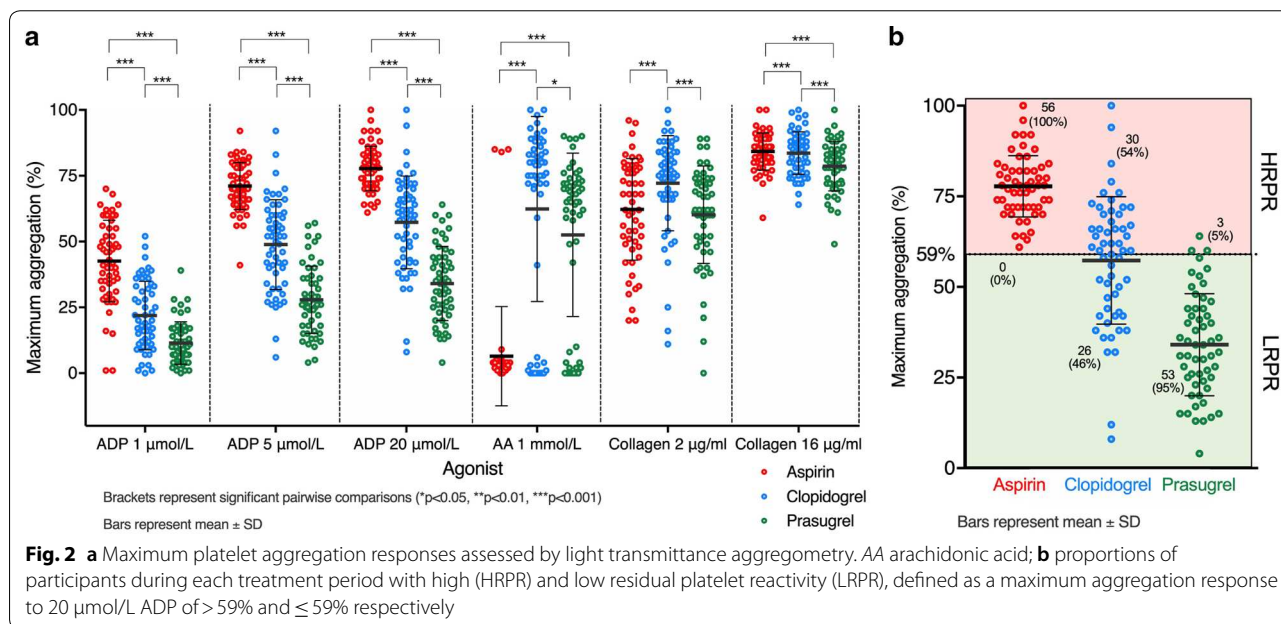 a
*** *** *** *** ***
*** *** *** *** *** ***
*** *** *** * *** ***
Maximum aggregation (%)
100
75
50
25
0
ADP 1 µmol/L ADP 5 µmol/L ADP 20 µmol/L AA 1 mmol/L Collagen 2 µg/ml Collagen 16 µg/ml
Agonist
Aspirin
Clopidogrel
Prasugrel
Brackets represent significant pairwise comparisons (*p<0.05, **p<0.01, ***p<0.001)
Bars represent mean ± SD
b
Maximum aggregation (%)
100
75
59%
50
25
0
56
(100%)
30
(54%)
3
(5%)
0
(0%)
26
(46%)
53
(95%)
HRPR
LRPR
Aspirin Clopidogrel Prasugrel
Bars represent mean ± SD
Fig. 2 a Maximum platelet aggregation responses assessed by light transmittance aggregometry. AA arachidonic acid; b proportions of
participants during each treatment period with high (HRPR) and low residual platelet reactivity (LRPR), defined as a maximum aggregation response
to 20 µmol/L ADP of > 59% and ≤ 59% respectively